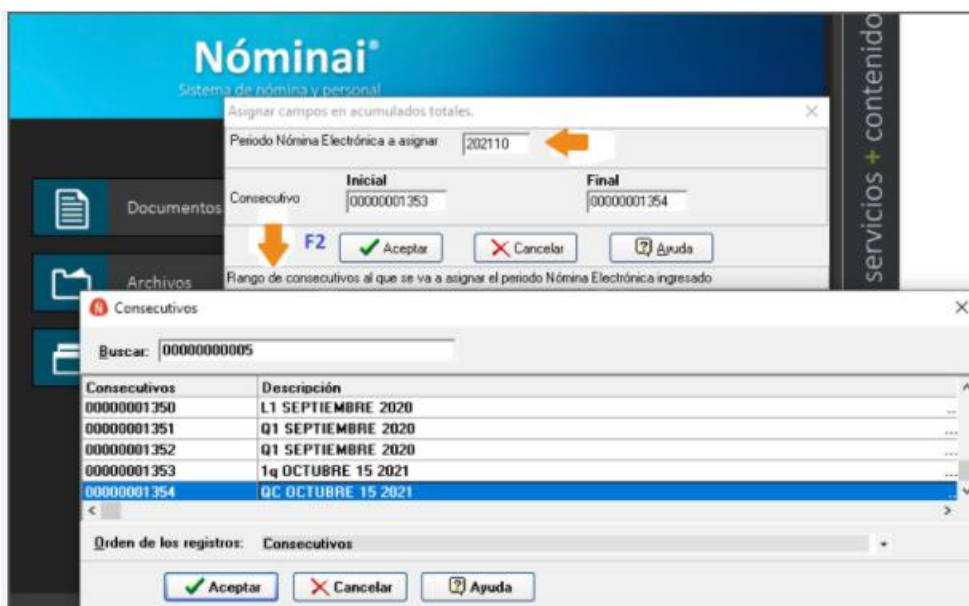 Nóminai®
Sistema de nómina y personal
servicios + contenido
Asignar campos en acumulados totales.
Periodo Nómina Electrónica a asignar 202110
Inicial Final
Consecutivo 00000001353 00000001354
F2 Aceptar Cancelar Ayuda
Rango de consecutivos al que se va a asignar el periodo Nómina Electrónica ingresado
Documentos
Archivos
Consecutivos
Buscar: 00000000005
Consecutivos Descripción
00000001350 L1 SEPTIEMBRE 2020
00000001351 Q1 SEPTIEMBRE 2020
00000001352 Q1 SEPTIEMBRE 2020
00000001353 1q OCTUBRE 15 2021
00000001354 QC OCTUBRE 15 2021
Orden de los registros: Consecutivos
Aceptar Cancelar Ayuda